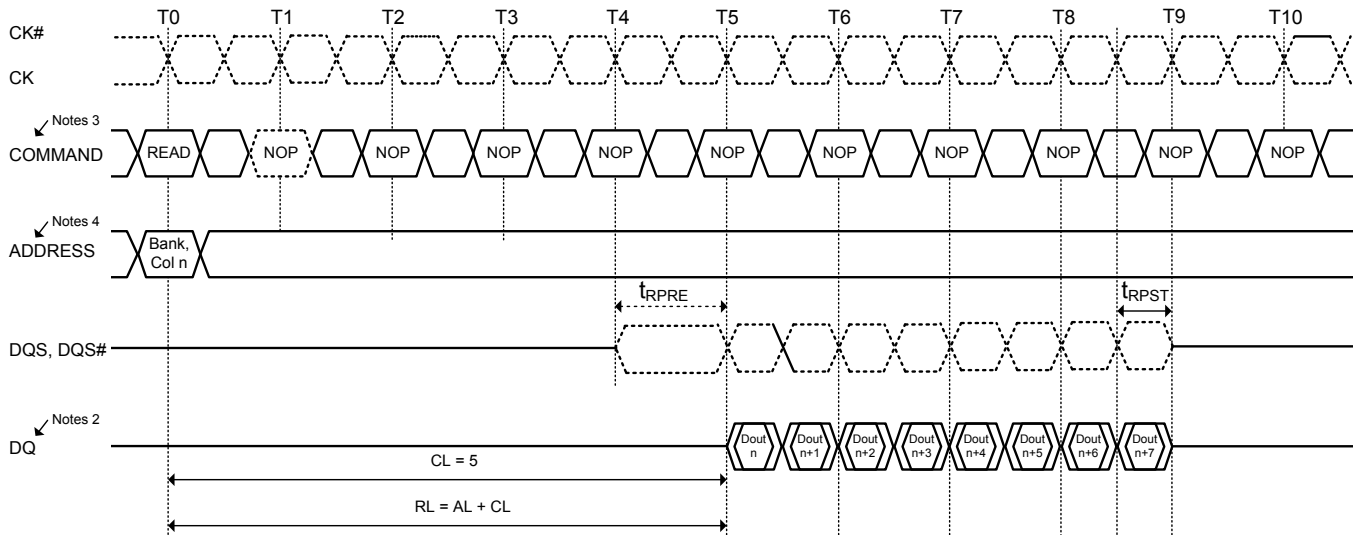 T0 T1 T2 T3 T4 T5 T6 T7 T8 T9 T10
CK#
CK
Notes 3
COMMAND READ NOP NOP NOP NOP NOP NOP NOP NOP NOP NOP
Notes 4
ADDRESS Bank,
Col n
tRPRE tRPST
DQS, DQS#
Notes 2
DQ
Dout Dout Dout Dout Dout Dout Dout Dout
n n+1 n+2 n+3 n+4 n+5 n+6 n+7
CL = 5
RL = AL + CL